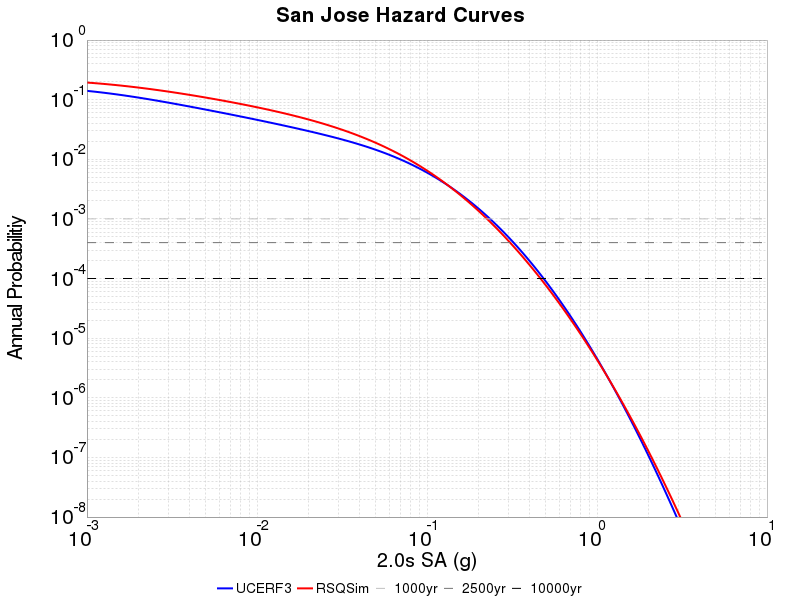 San Jose Hazard Curves
10^0
10^-1
10^-2
10^-3
10^-4
10^-5
10^-6
10^-7
10^-8
Annual Probabilitiy
10^-3 10^-2 10^-1 10^0 10^1
2.0s SA (g)
UCERF3 RSQSim 1000yr 2500yr 10000yr